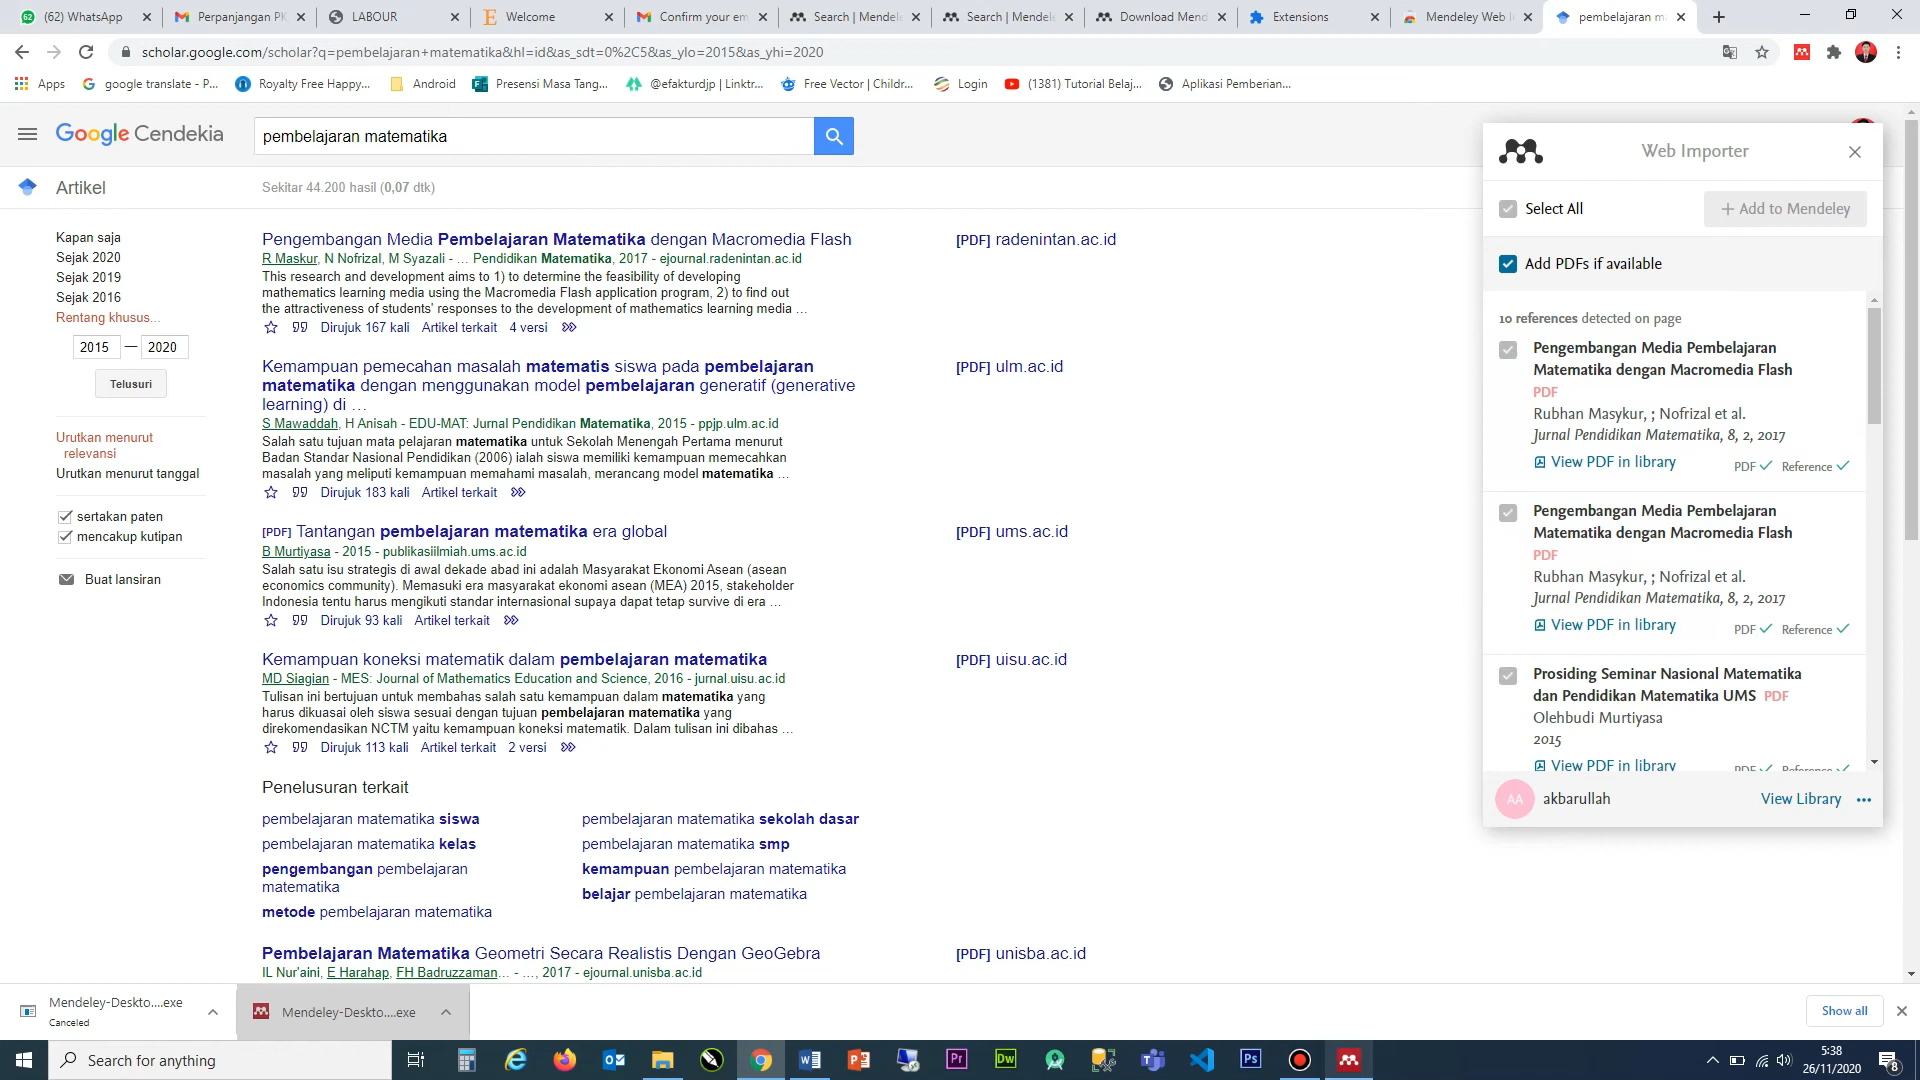 (62) WhatsApp
Perpanjangan PK
LABOUR
Welcome
Confirm your em
Search | Mendele
Search | Mendele
Download Mend
Extensions
Mendeley Web I
pembelajaran m
scholar.google.com/scholar?q=pembelajaran+matematika&hl=id&as_sdt=0%2C5&as_ylo=2015&as_yhi=2020
Apps
google translate - P...
Royalty Free Happy...
Android
Presensi Masa Tang...
@efakturdjp | Linktr...
Free Vector | Childr...
Login
(1381) Tutorial Belaj...
Aplikasi Pemberian...
Google Cendekia
pembelajaran matematika
Artikel
Sekitar 44.200 hasil (0,07 dtk)
Kapan saja
Sejak 2020
Sejak 2019
Sejak 2016
Rentang khusus...
2015 — 2020
Telusuri
Urutkan menurut
relevansi
Urutkan menurut tanggal
sertakan paten
mencakup kutipan
Buat lansiran
Pengembangan Media Pembelajaran Matematika dengan Macromedia Flash
R Maskur, N Nofrizal, M Syazali - … Pendidikan Matematika, 2017 - ejournal.radenintan.ac.id
This research and development aims to 1) to determine the feasibility of developing
mathematics learning media using the Macromedia Flash application program, 2) to find out
the attractiveness of students' responses to the development of mathematics learning media …
Dirujuk 167 kali Artikel terkait 4 versi
[PDF] radenintan.ac.id
Kemampuan pemecahan masalah matematis siswa pada pembelajaran
matematika dengan menggunakan model pembelajaran generatif (generative
learning) di …
S Mawaddah, H Anisah - EDU-MAT: Jurnal Pendidikan Matematika, 2015 - ppjp.ulm.ac.id
Salah satu tujuan mata pelajaran matematika untuk Sekolah Menengah Pertama menurut
Badan Standar Nasional Pendidikan (2006) ialah siswa memiliki kemampuan memecahkan
masalah yang meliputi kemampuan memahami masalah, merancang model matematika …
Dirujuk 183 kali Artikel terkait
[PDF] ulm.ac.id
[PDF] Tantangan pembelajaran matematika era global
B Murtiyasa - 2015 - publikasiilmiah.ums.ac.id
Salah satu isu strategis di awal dekade abad ini adalah Masyarakat Ekonomi Asean (asean
economics community). Memasuki era masyarakat ekonomi asean (MEA) 2015, stakeholder
Indonesia tentu harus mengikuti standar internasional supaya dapat tetap survive di era …
Dirujuk 93 kali Artikel terkait
[PDF] ums.ac.id
Kemampuan koneksi matematik dalam pembelajaran matematika
MD Siagian - MES: Journal of Mathematics Education and Science, 2016 - jurnal.uisu.ac.id
Tulisan ini bertujuan untuk membahas salah satu kemampuan dalam matematika yang
harus dikuasai oleh siswa sesuai dengan tujuan pembelajaran matematika yang
direkomendasikan NCTM yaitu kemampuan koneksi matematik. Dalam tulisan ini dibahas …
Dirujuk 113 kali Artikel terkait 2 versi
[PDF] uisu.ac.id
Penelusuran terkait
pembelajaran matematika siswa
pembelajaran matematika kelas
pengembangan pembelajaran
matematika
metode pembelajaran matematika
pembelajaran matematika sekolah dasar
pembelajaran matematika smp
kemampuan pembelajaran matematika
belajar pembelajaran matematika
Pembelajaran Matematika Geometri Secara Realistis Dengan GeoGebra
IL Nur'aini, E Harahap, FH Badruzzaman… - …, 2017 - ejournal.unisba.ac.id
[PDF] unisba.ac.id
Web Importer
Select All
+ Add to Mendeley
Add PDFs if available
10 references detected on page
Pengembangan Media Pembelajaran
Matematika dengan Macromedia Flash
PDF
Rubhan Masykur, ; Nofrizal et al.
Jurnal Pendidikan Matematika, 8, 2, 2017
View PDF in library
PDF Reference
Pengembangan Media Pembelajaran
Matematika dengan Macromedia Flash
PDF
Rubhan Masykur, ; Nofrizal et al.
Jurnal Pendidikan Matematika, 8, 2, 2017
View PDF in library
PDF Reference
Prosiding Seminar Nasional Matematika
dan Pendidikan Matematika UMS PDF
Olehbudi Murtiyasa
2015
View PDF in library
PDF Reference
AA
akbarullah
View Library
Mendeley-Deskto....exe
Canceled
Mendeley-Deskto....exe
Show all
Search for anything
Pr
Dw
Ps
5:38
26/11/2020
8